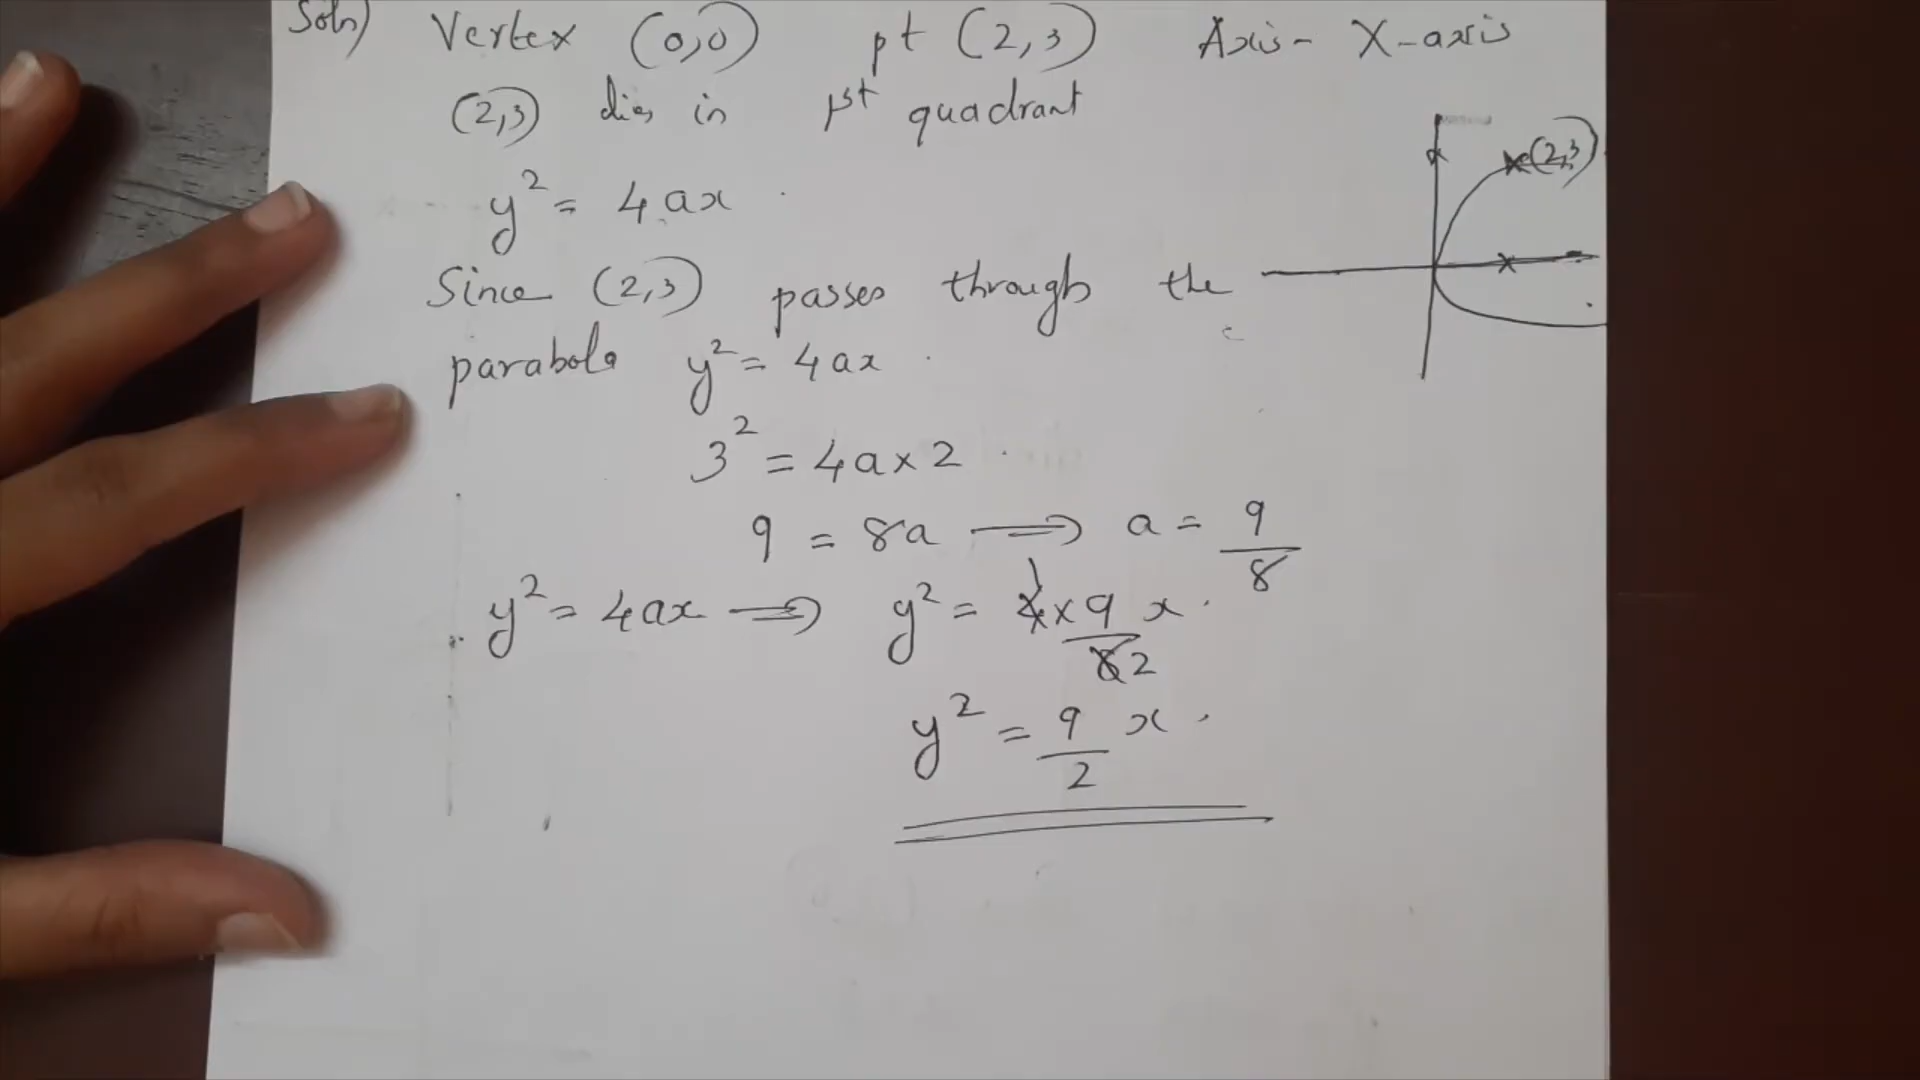 Soln) Vertex (0,0) pt (2,3) Axis - X-axis
(2,3) lies in 1st quadrant
(2,3)
y² = 4ax
Since (2,3) passes through the
parabola y² = 4ax
3² = 4a×2
9 = 8a ⟹ a = 9/8
y² = 4ax ⟹ y² = 4 1 × 9/8 2 x
y² = 9/2 x